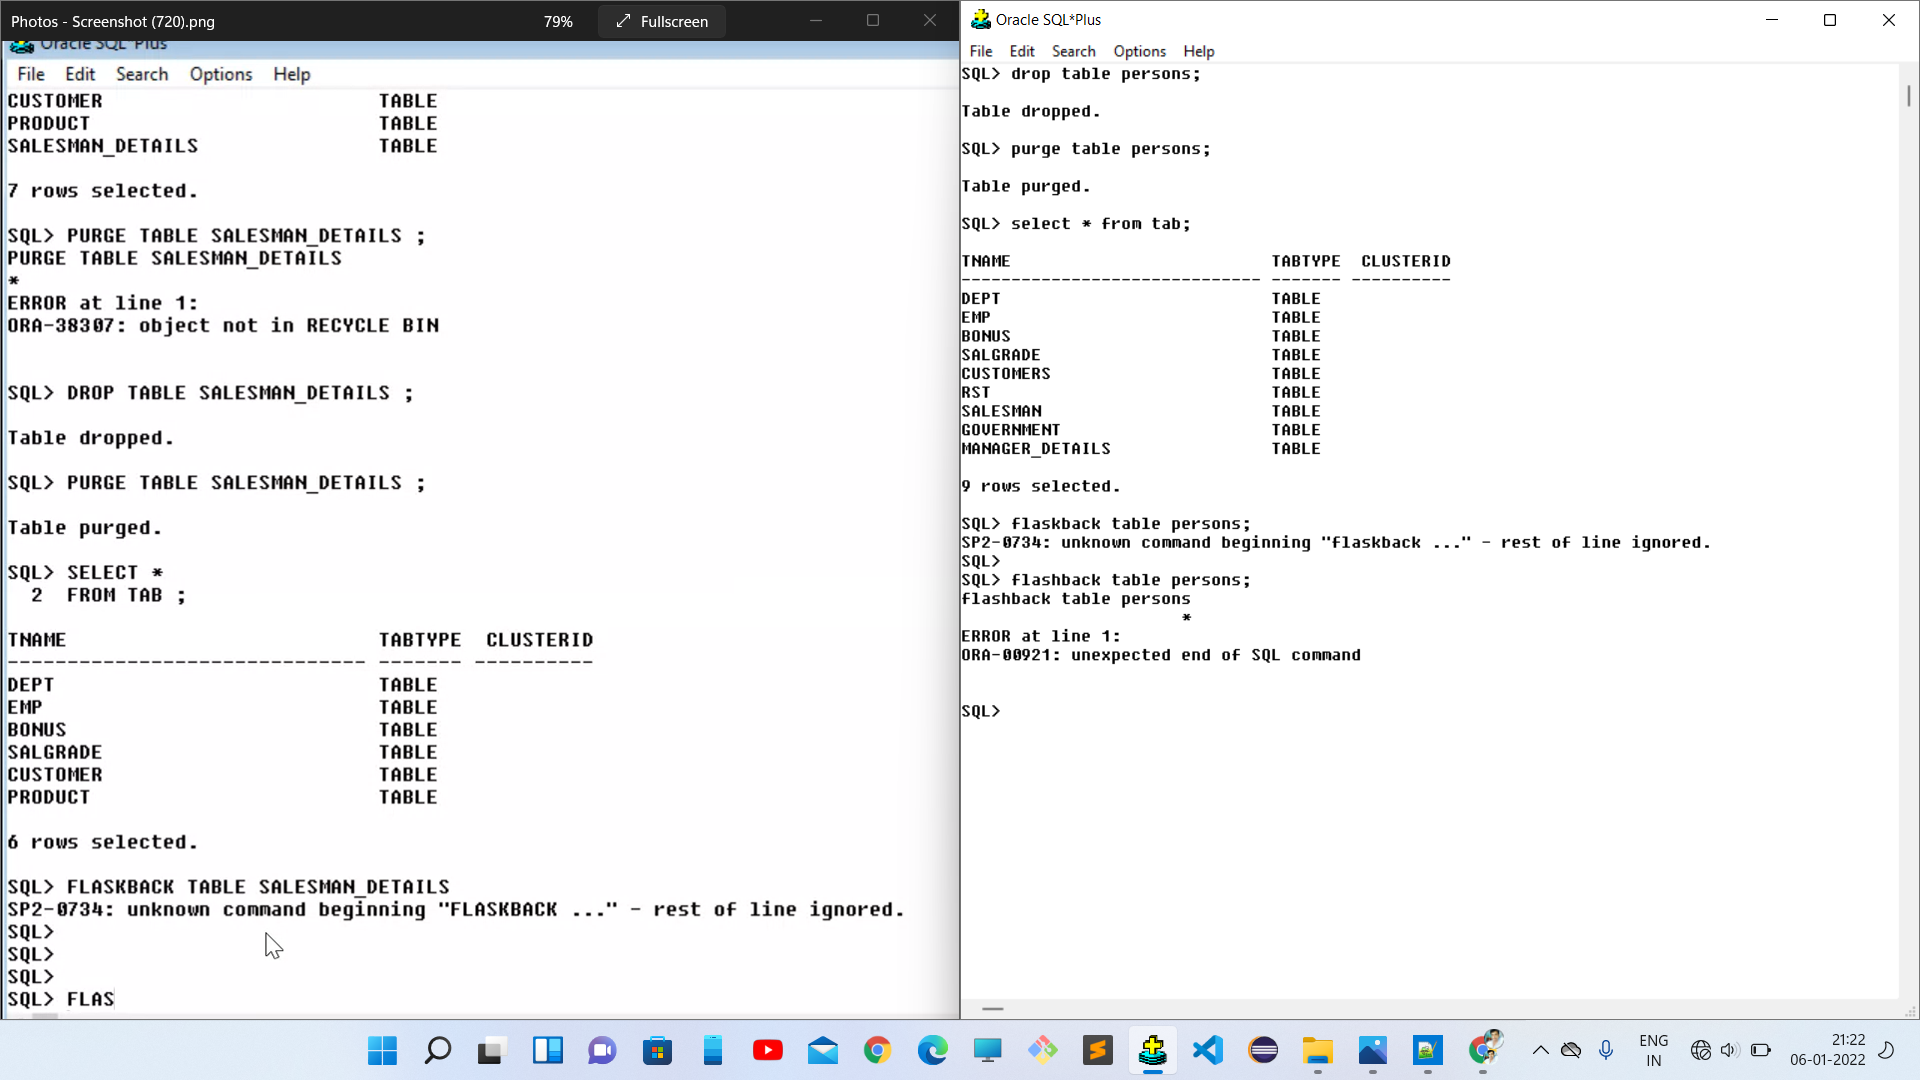 Photos - Screenshot (720).png
79%
Fullscreen
Oracle SQL*Plus
File Edit Search Options Help
CUSTOMER TABLE
PRODUCT TABLE
SALESMAN_DETAILS TABLE
7 rows selected.
SQL> PURGE TABLE SALESMAN_DETAILS ;
PURGE TABLE SALESMAN_DETAILS
*
ERROR at line 1:
ORA-38307: object not in RECYCLE BIN
SQL> DROP TABLE SALESMAN_DETAILS ;
Table dropped.
SQL> PURGE TABLE SALESMAN_DETAILS ;
Table purged.
SQL> SELECT *
2 FROM TAB ;
TNAME TABTYPE CLUSTERID
------------------------------ ------- ----------
DEPT TABLE
EMP TABLE
BONUS TABLE
SALGRADE TABLE
CUSTOMER TABLE
PRODUCT TABLE
6 rows selected.
SQL> FLASKBACK TABLE SALESMAN_DETAILS
SP2-0734: unknown command beginning "FLASKBACK ..." - rest of line ignored.
SQL>
SQL>
SQL>
SQL> FLAS
Oracle SQL*Plus
File Edit Search Options Help
SQL> drop table persons;
Table dropped.
SQL> purge table persons;
Table purged.
SQL> select * from tab;
TNAME TABTYPE CLUSTERID
------------------------------ ------- ----------
DEPT TABLE
EMP TABLE
BONUS TABLE
SALGRADE TABLE
CUSTOMERS TABLE
RST TABLE
SALESMAN TABLE
GOVERNMENT TABLE
MANAGER_DETAILS TABLE
9 rows selected.
SQL> flaskback table persons;
SP2-0734: unknown command beginning "flaskback ..." - rest of line ignored.
SQL>
SQL> flashback table persons;
flashback table persons
*
ERROR at line 1:
ORA-00921: unexpected end of SQL command
SQL>
ENG
IN
21:22
06-01-2022